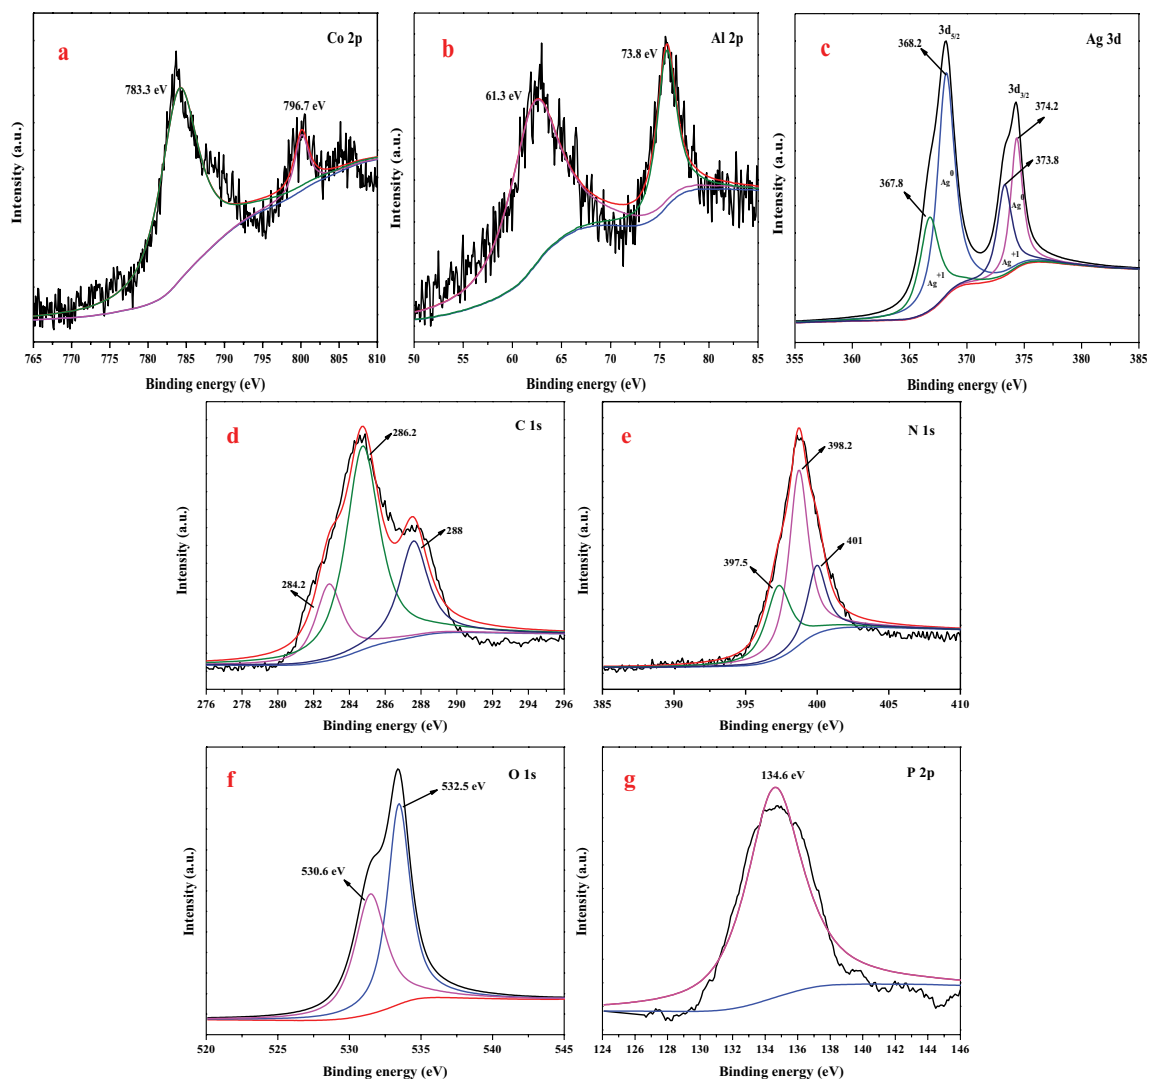 a
Co 2p
783.3 eV
796.7 eV
Intensity (a.u.)
765 770 775 780 785 790 795 800 805 810
Binding energy (eV)
b
Al 2p
61.3 eV
73.8 eV
Intensity (a.u.)
50 55 60 65 70 75 80 85
Binding energy (eV)
c
Ag 3d
3d5/2
368.2
3d3/2
374.2
373.8
367.8
Ag0
Ag0
Ag+1
Ag+1
Intensity (a.u.)
355 360 365 370 375 380 385
Binding energy (eV)
d
C 1s
286.2
288
284.2
Intensity (a.u.)
276 278 280 282 284 286 288 290 292 294 296
Binding energy (eV)
e
N 1s
398.2
401
397.5
Intensity (a.u.)
385 390 395 400 405 410
Binding energy (eV)
f
O 1s
532.5 eV
530.6 eV
Intensity (a.u.)
520 525 530 535 540 545
Binding energy (eV)
g
134.6 eV
P 2p
Intensity (a.u.)
124 126 128 130 132 134 136 138 140 142 144 146
Binding energy (eV)